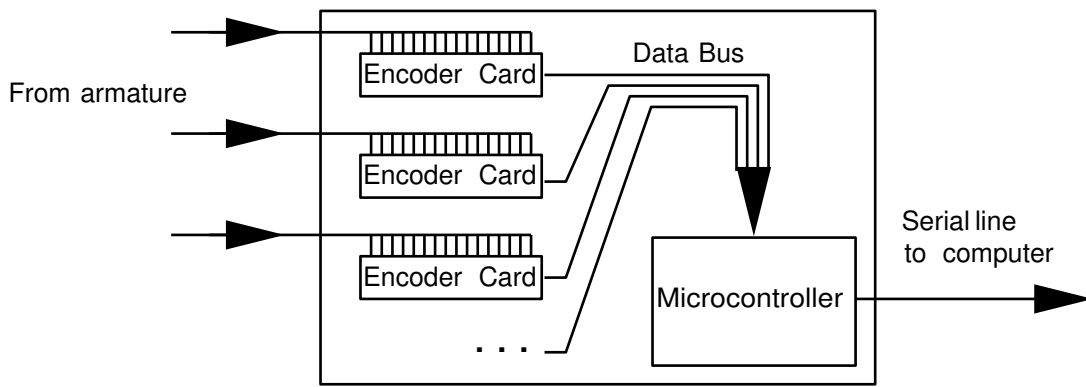 Data Bus
Encoder Card
From armature
Encoder Card
Serial line
to computer
Encoder Card
Microcontroller
. . .